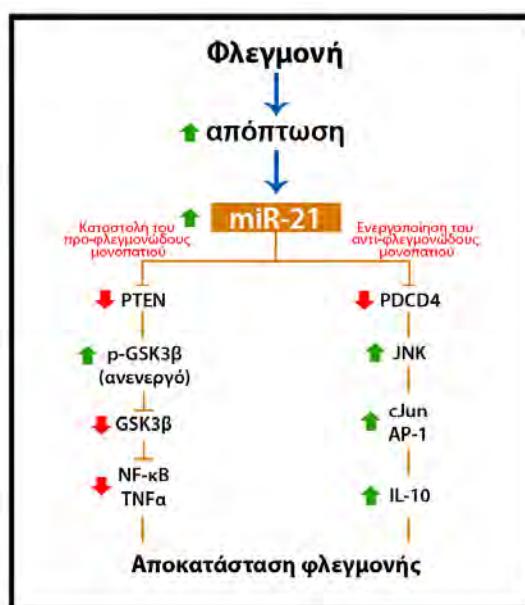 Φλεγμονή
απόπτωση
miR-21
Καταστολή του
προ-φλεγμονώδους
μονοπατιού
Ενεργοποίηση του
αντι-φλεγμονώδους
μονοπατιού
PTEN
p-GSK3β
(ανενεργό)
GSK3β
NF-κB
TNFα
PDCD4
JNK
cJun
AP-1
IL-10
Αποκατάσταση φλεγμονής